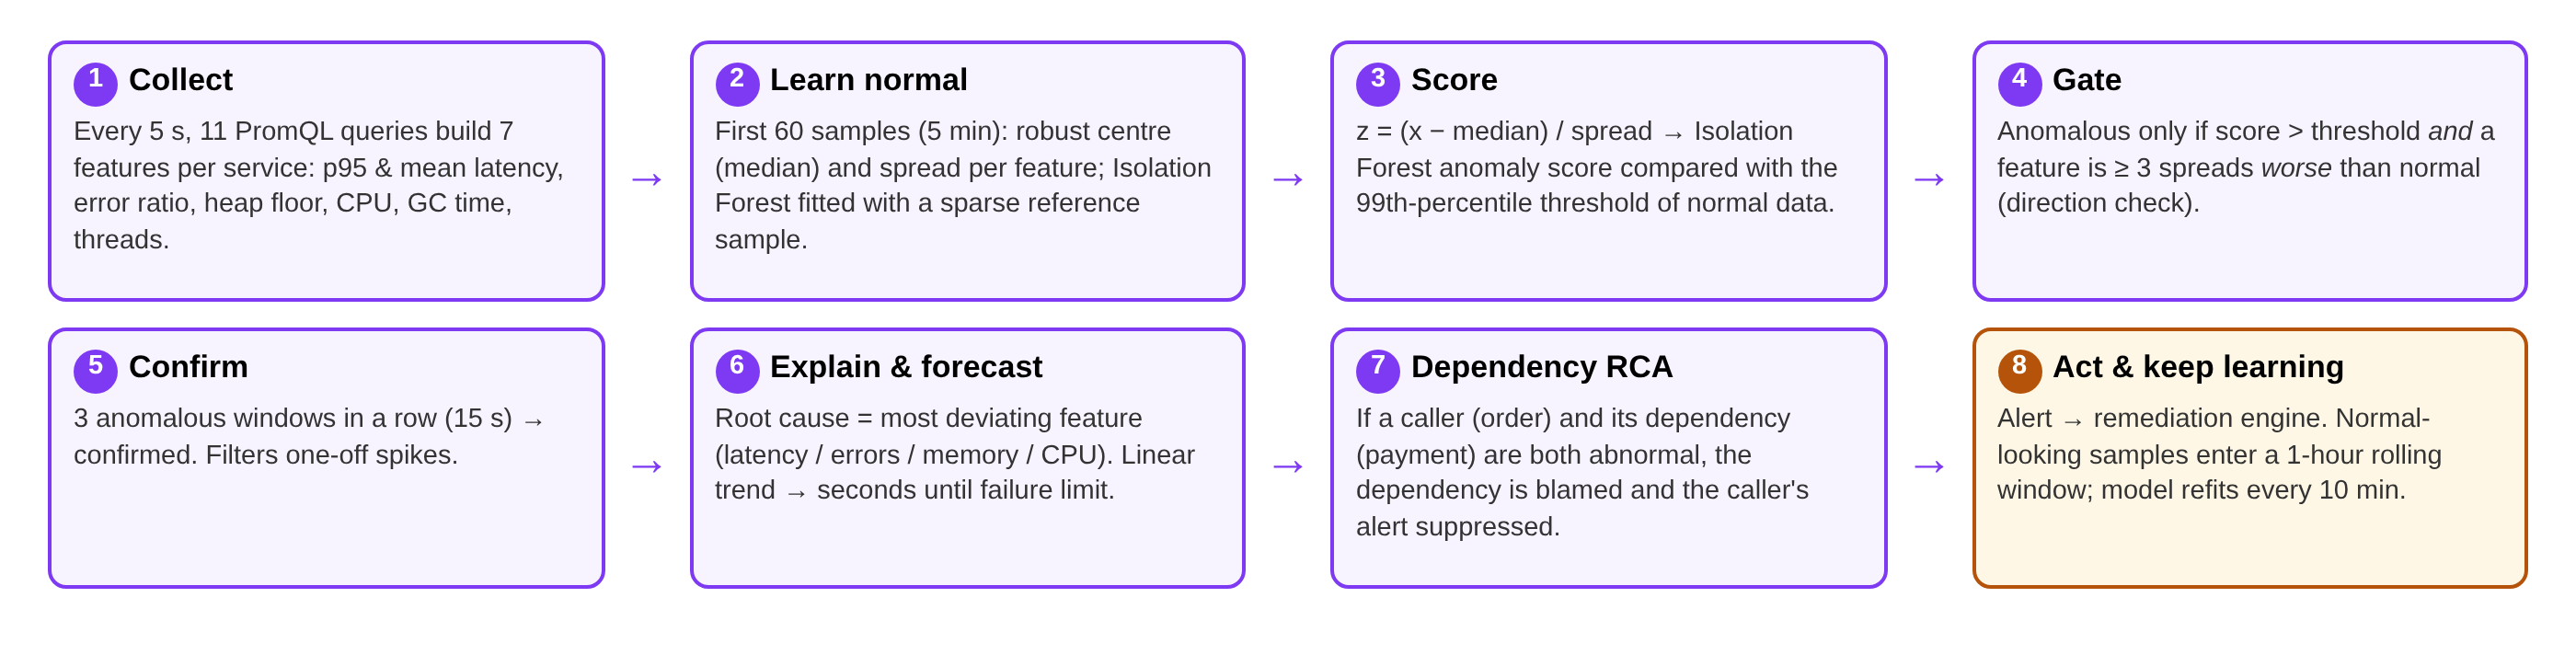 1 Collect
Every 5 s, 11 PromQL queries build 7
features per service: p95 & mean latency,
error ratio, heap floor, CPU, GC time,
threads.
→
2 Learn normal
First 60 samples (5 min): robust centre
(median) and spread per feature; Isolation
Forest fitted with a sparse reference
sample.
→
3 Score
z = (x − median) / spread → Isolation
Forest anomaly score compared with the
99th-percentile threshold of normal data.
→
4 Gate
Anomalous only if score > threshold and a
feature is ≥ 3 spreads worse than normal
(direction check).
5 Confirm
3 anomalous windows in a row (15 s) →
confirmed. Filters one-off spikes.
→
6 Explain & forecast
Root cause = most deviating feature
(latency / errors / memory / CPU). Linear
trend → seconds until failure limit.
→
7 Dependency RCA
If a caller (order) and its dependency
(payment) are both abnormal, the
dependency is blamed and the caller's
alert suppressed.
→
8 Act & keep learning
Alert → remediation engine. Normal-
looking samples enter a 1-hour rolling
window; model refits every 10 min.